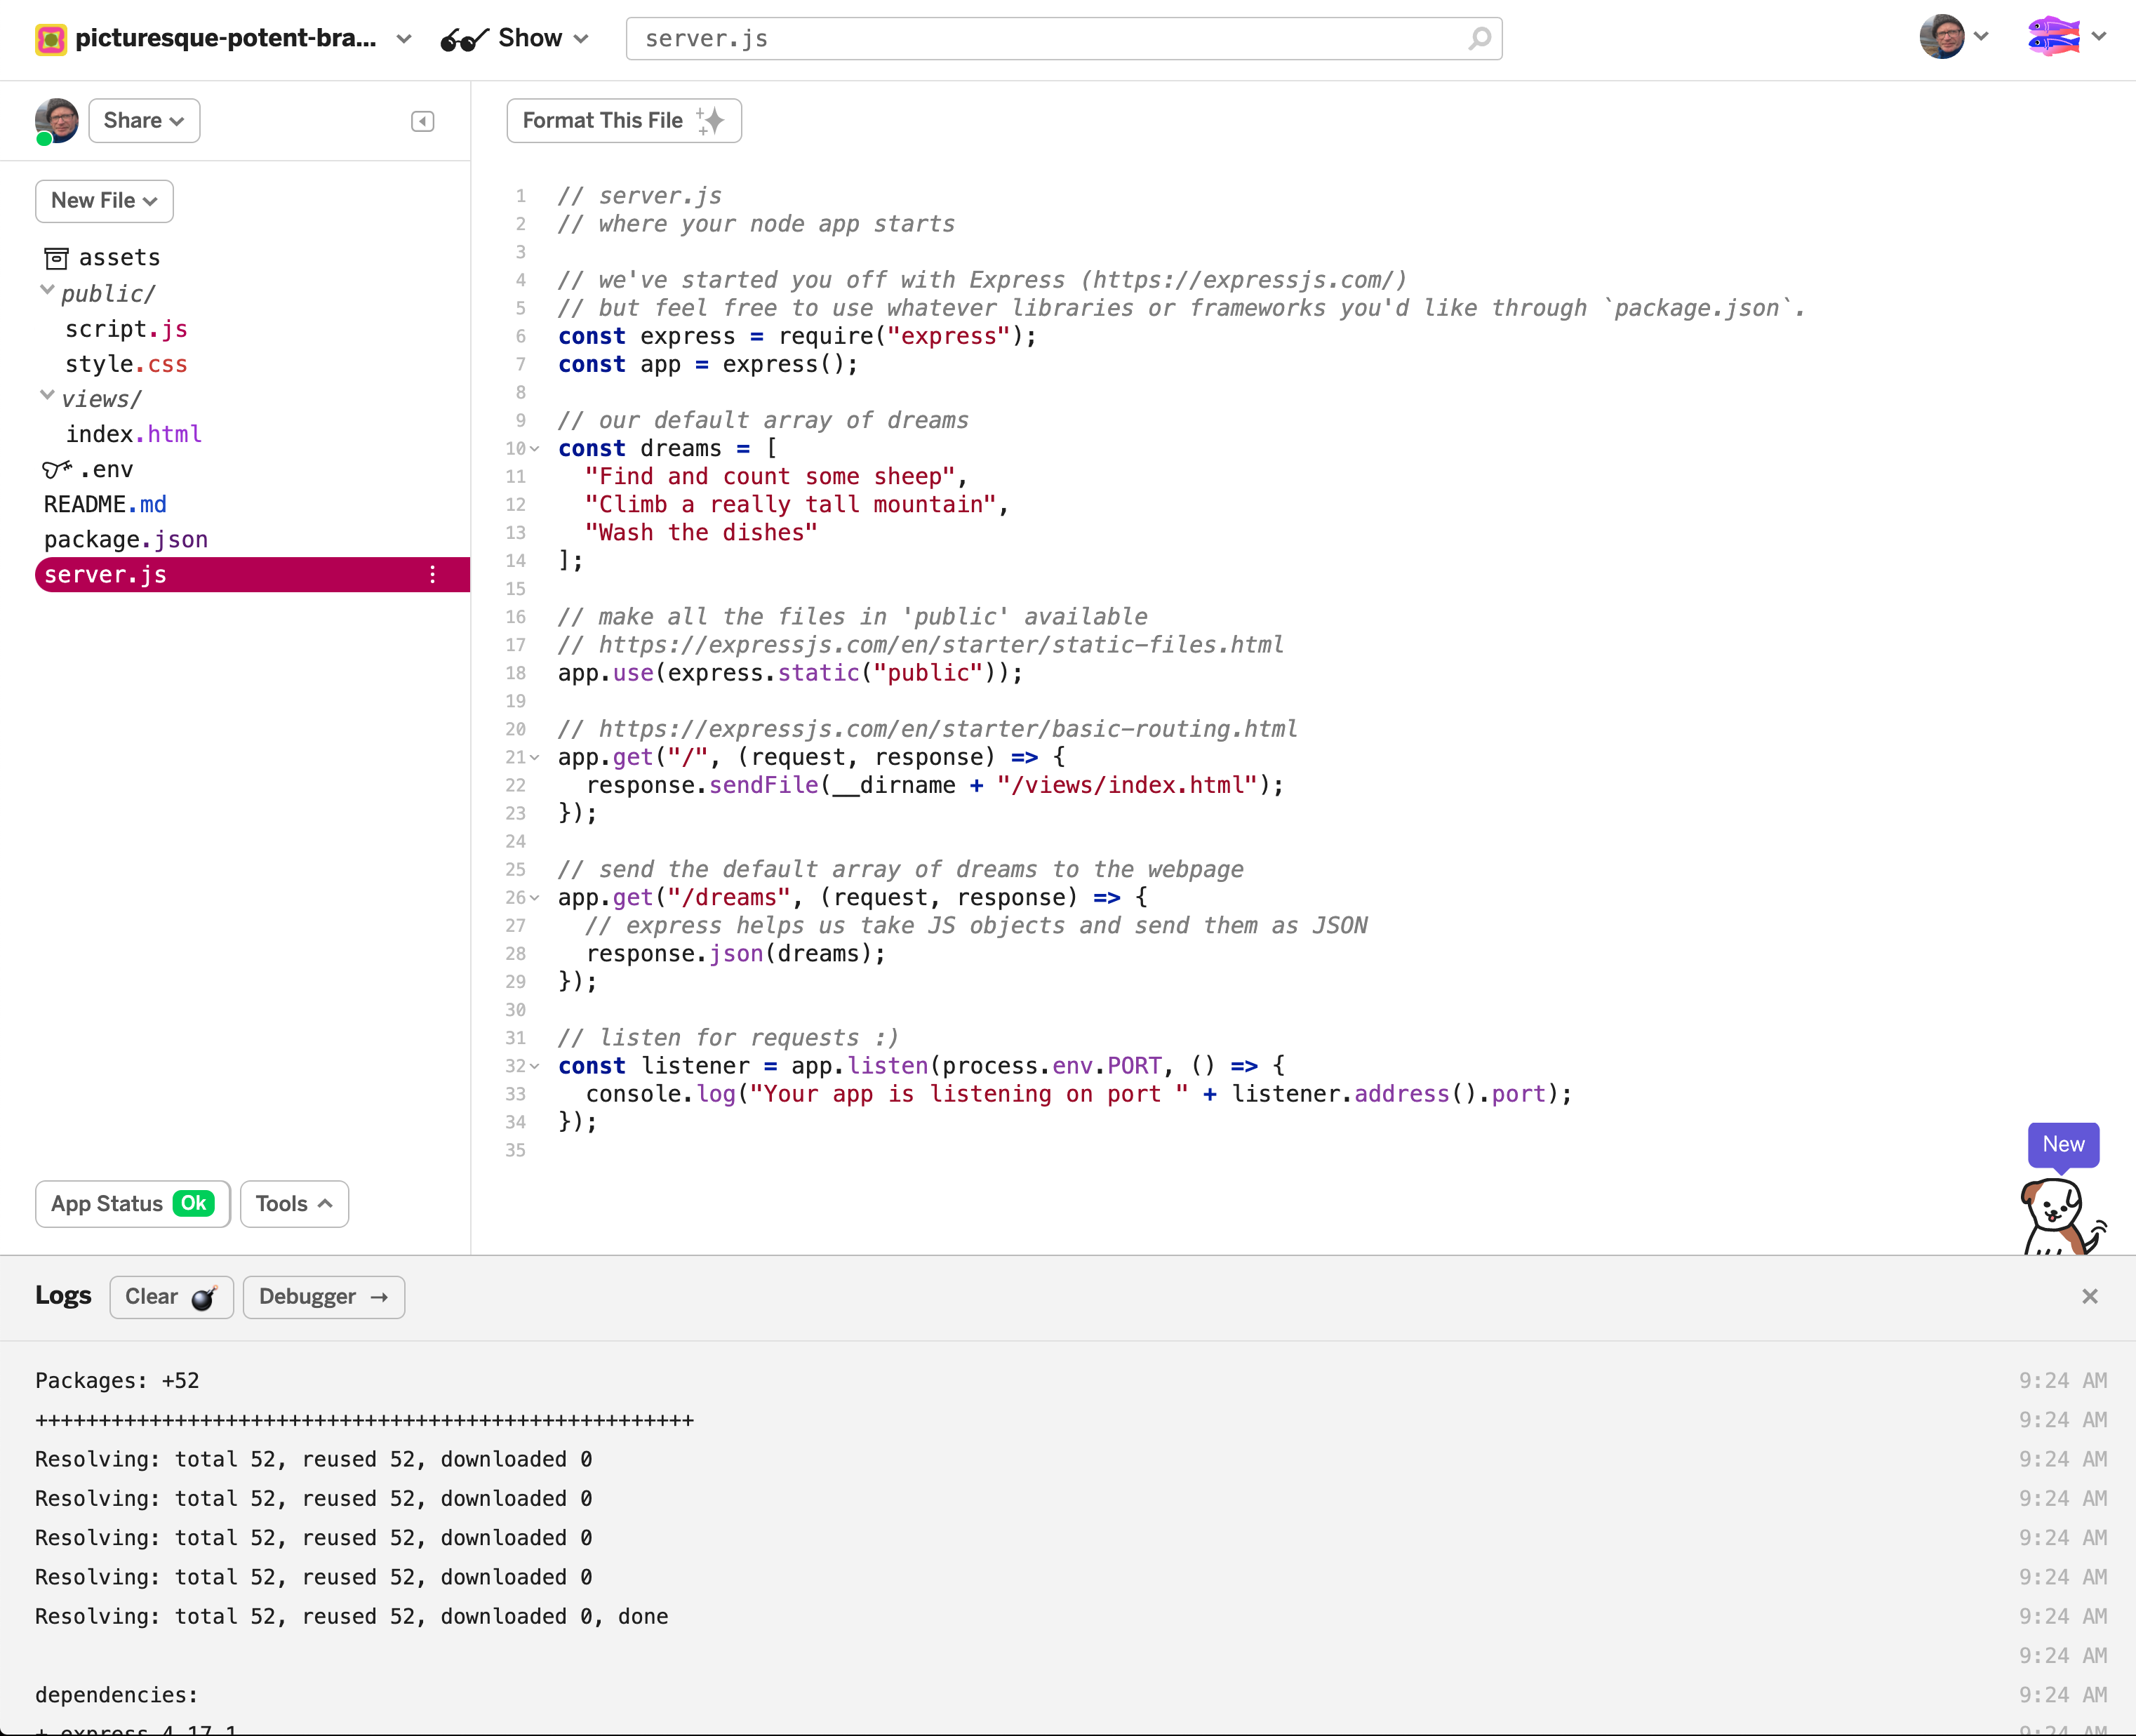 picturesque-potent-bra... Show server.js
Share
Format This File
New File
assets
public/
script.js
style.css
views/
index.html
.env
README.md
package.json
server.js
1 // server.js
2 // where your node app starts
3
4 // we've started you off with Express (https://expressjs.com/)
5 // but feel free to use whatever libraries or frameworks you'd like through `package.json`.
6 const express = require("express");
7 const app = express();
8
9 // our default array of dreams
10 const dreams = [
11   "Find and count some sheep",
12   "Climb a really tall mountain",
13   "Wash the dishes"
14 ];
15
16 // make all the files in 'public' available
17 // https://expressjs.com/en/starter/static-files.html
18 app.use(express.static("public"));
19
20 // https://expressjs.com/en/starter/basic-routing.html
21 app.get("/", (request, response) => {
22   response.sendFile(__dirname + "/views/index.html");
23 });
24
25 // send the default array of dreams to the webpage
26 app.get("/dreams", (request, response) => {
27   // express helps us take JS objects and send them as JSON
28   response.json(dreams);
29 });
30
31 // listen for requests :)
32 const listener = app.listen(process.env.PORT, () => {
33   console.log("Your app is listening on port " + listener.address().port);
34 });
35
New
App Status Ok Tools
Logs Clear Debugger →
Packages: +52 9:24 AM
++++++++++++++++++++++++++++++++++++++++++++++++++++ 9:24 AM
Resolving: total 52, reused 52, downloaded 0 9:24 AM
Resolving: total 52, reused 52, downloaded 0 9:24 AM
Resolving: total 52, reused 52, downloaded 0 9:24 AM
Resolving: total 52, reused 52, downloaded 0 9:24 AM
Resolving: total 52, reused 52, downloaded 0, done 9:24 AM
9:24 AM
dependencies: 9:24 AM
+ express 4.17.1 9:24 AM